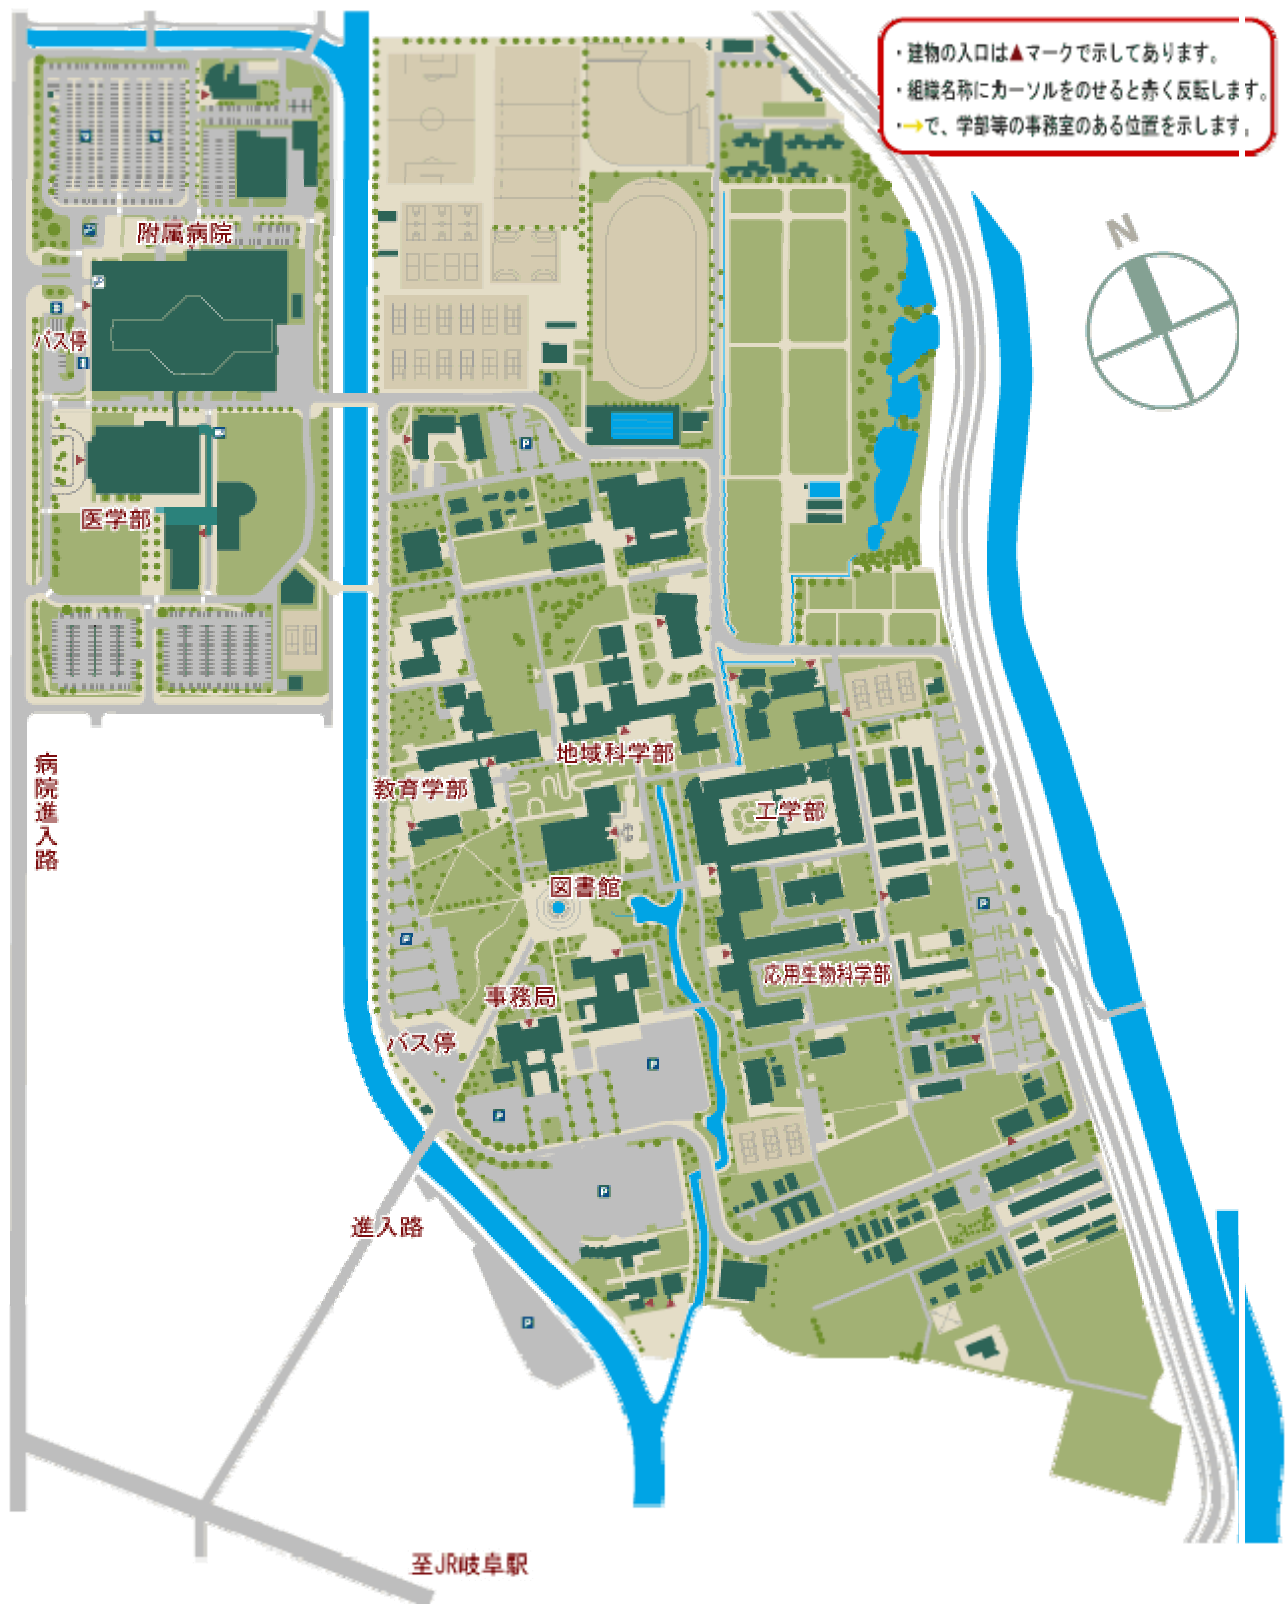 ・建物の入口は▲マークで示してあります。
・組織名称にカーソルをのせると赤く反転します。
・→で、学部等の事務室のある位置を示します。
N
附属病院
バス停
医学部
P
地域科学部
教育学部
病院進入路
工学部
図書館
P
P
応用生物科学部
事務局
バス停
P
P
P
進入路
P
至JR岐阜駅